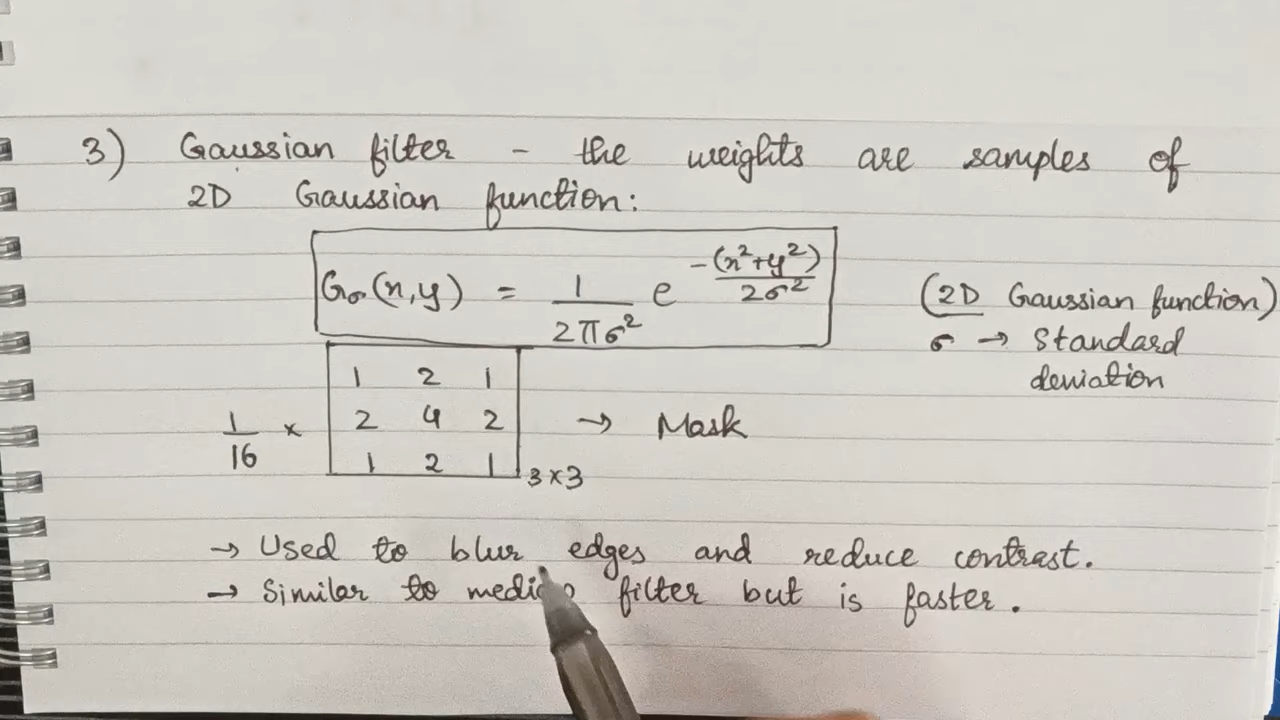 3) Gaussian filter - the weights are samples of
2D Gaussian function:
Gσ(x,y) = 1/2πσ² e^-(x²+y²)/2σ²
(2D Gaussian function)
σ → Standard
deviation
1/16 ×
1 2 1
2 4 2
1 2 1
3×3
→ Mask
→ Used to blur edges and reduce contrast.
→ Similar to filter but is faster.